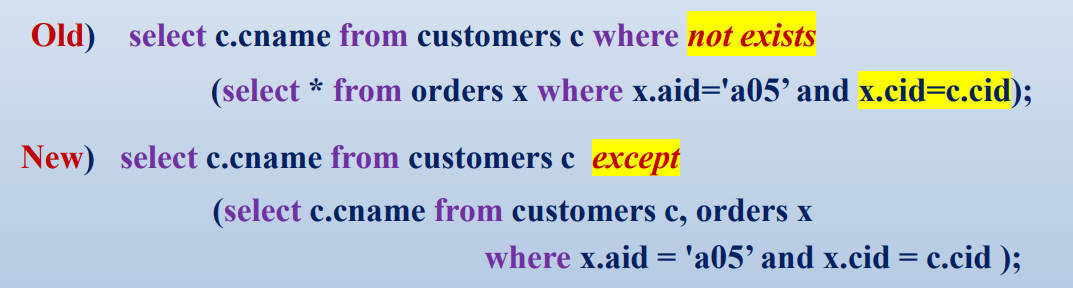 Old) select c.cname from customers c where not exists
(select * from orders x where x.aid='a05’ and x.cid=c.cid);
New) select c.cname from customers c except
(select c.cname from customers c, orders x
where x.aid = 'a05’ and x.cid = c.cid );